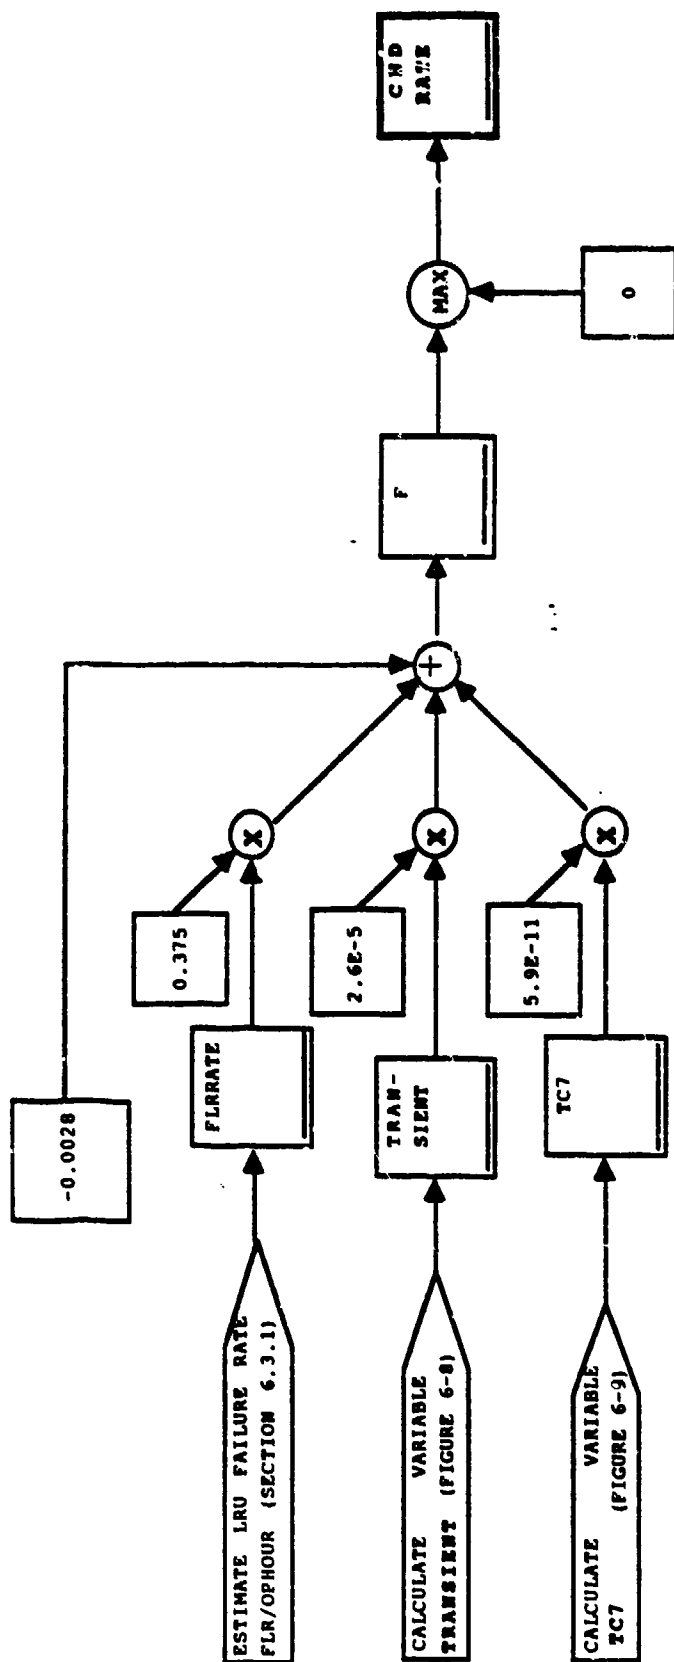 -0.0028
ESTIMATE LRU FAILURE RATE
FLR/OPHOUR (SECTION 6.3.1)
FLRRATE
0.375
X
CALCULATE VARIABLE
TRANSIENT (FIGURE 6-8)
TRAN-
SIENT
2.6E-5
X
CALCULATE VARIABLE
TC7 (FIGURE 6-9)
TC7
5.9E-11
X
+
F
MAX
0
CND
RATE